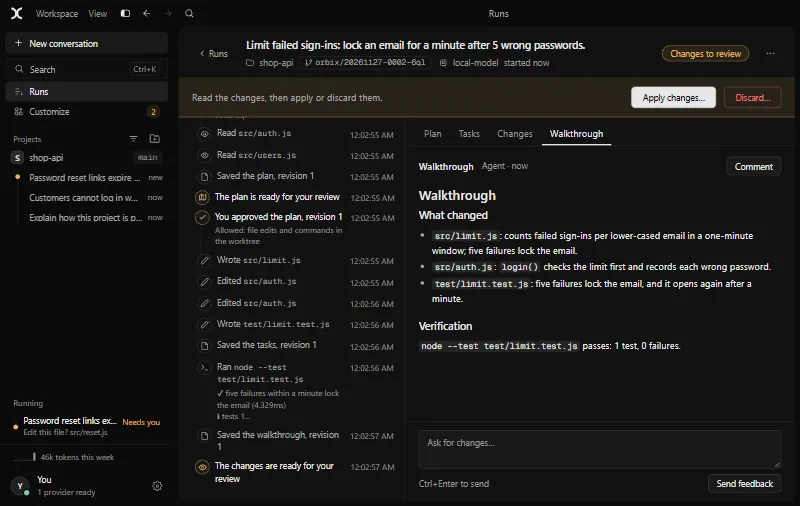 Workspace View
Runs
New conversation
Search Ctrl+K
Runs
Customize 2
Projects
S shop-api main
Password reset links expire ... new
Customers cannot log in w... new
Explain how this project is p... new
Running
Password reset links ex... Needs you
Edit this file? src/reset.js
46k tokens this week
Y You
1 provider ready
Runs
Limit failed sign-ins: lock an email for a minute after 5 wrong passwords.
shop-api orbix/20261127-0002-6ql local-model started now
Changes to review
Read the changes, then apply or discard them.
Apply changes... Discard...
Read src/auth.js 12:02:55 AM
Read src/users.js 12:02:55 AM
Saved the plan, revision 1 12:02:55 AM
The plan is ready for your review 12:02:55 AM
You approved the plan, revision 1 12:02:55 AM
Allowed: file edits and commands in
the worktree
Wrote src/limit.js 12:02:55 AM
Edited src/auth.js 12:02:55 AM
Edited src/auth.js 12:02:56 AM
Wrote test/limit.test.js 12:02:56 AM
Saved the tasks, revision 1 12:02:56 AM
Ran node --test 12:02:56 AM
test/limit.test.js
✓ five failures within a minute lock
the email (4.329ms)
ℹ tests 1...
Saved the walkthrough, revision 12:02:57 AM
1
The changes are ready for your 12:02:57 AM
review
Plan Tasks Changes Walkthrough
Walkthrough Agent · now Comment
Walkthrough
What changed
• src/limit.js: counts failed sign-ins per lower-cased email in a one-minute
window; five failures lock the email.
• src/auth.js: login() checks the limit first and records each wrong password.
• test/limit.test.js: five failures lock the email, and it opens again after a
minute.
Verification
node --test test/limit.test.js passes: 1 test, 0 failures.
Ask for changes...
Ctrl+Enter to send Send feedback